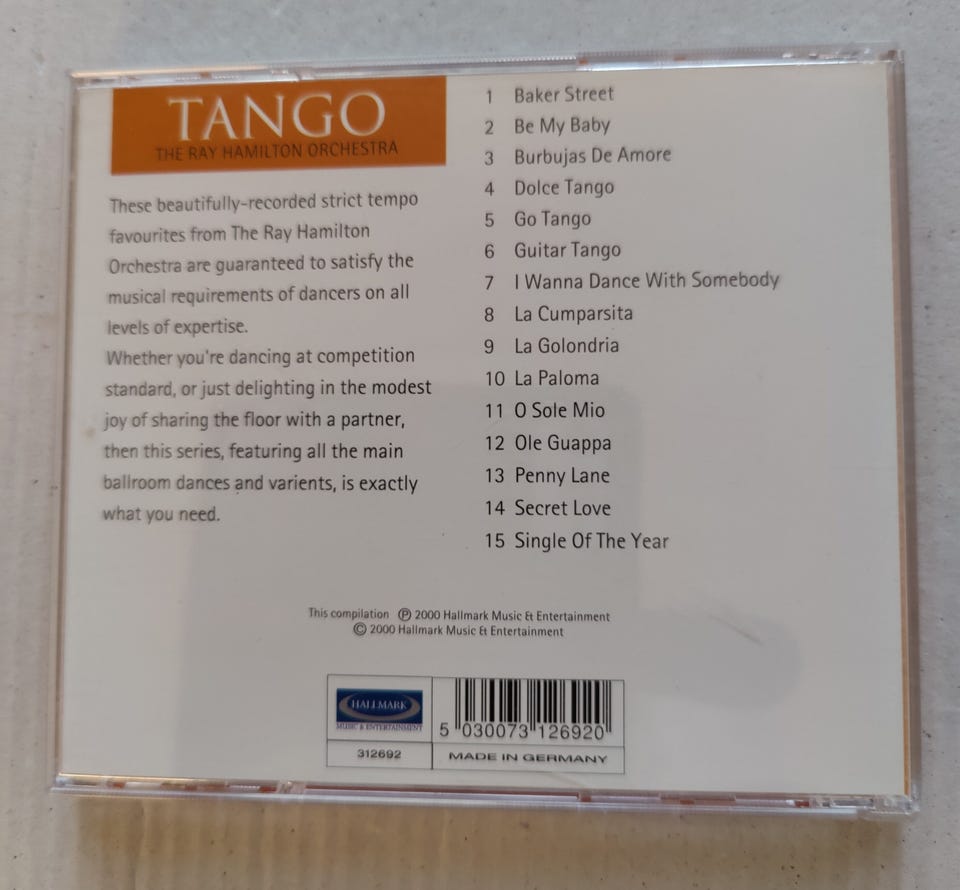 TANGO
THE RAY HAMILTON ORCHESTRA
These beautifully-recorded strict tempo
favourites from The Ray Hamilton
Orchestra are guaranteed to satisfy the
musical requirements of dancers on all
levels of expertise.
Whether you're dancing at competition
standard, or just delighting in the modest
joy of sharing the floor with a partner,
then this series, featuring all the main
ballroom dances and varients, is exactly
what you need.
1 Baker Street
2 Be My Baby
3 Burbujas De Amore
4 Dolce Tango
5 Go Tango
6 Guitar Tango
7 I Wanna Dance With Somebody
8 La Cumparsita
9 La Golondria
10 La Paloma
11 O Sole Mio
12 Ole Guappa
13 Penny Lane
14 Secret Love
15 Single Of The Year
This compilation ℗ 2000 Hallmark Music & Entertainment
© 2000 Hallmark Music & Entertainment
HALLMARK
MUSIC & ENTERTAINMENT
312692
5 030073 126920
MADE IN GERMANY